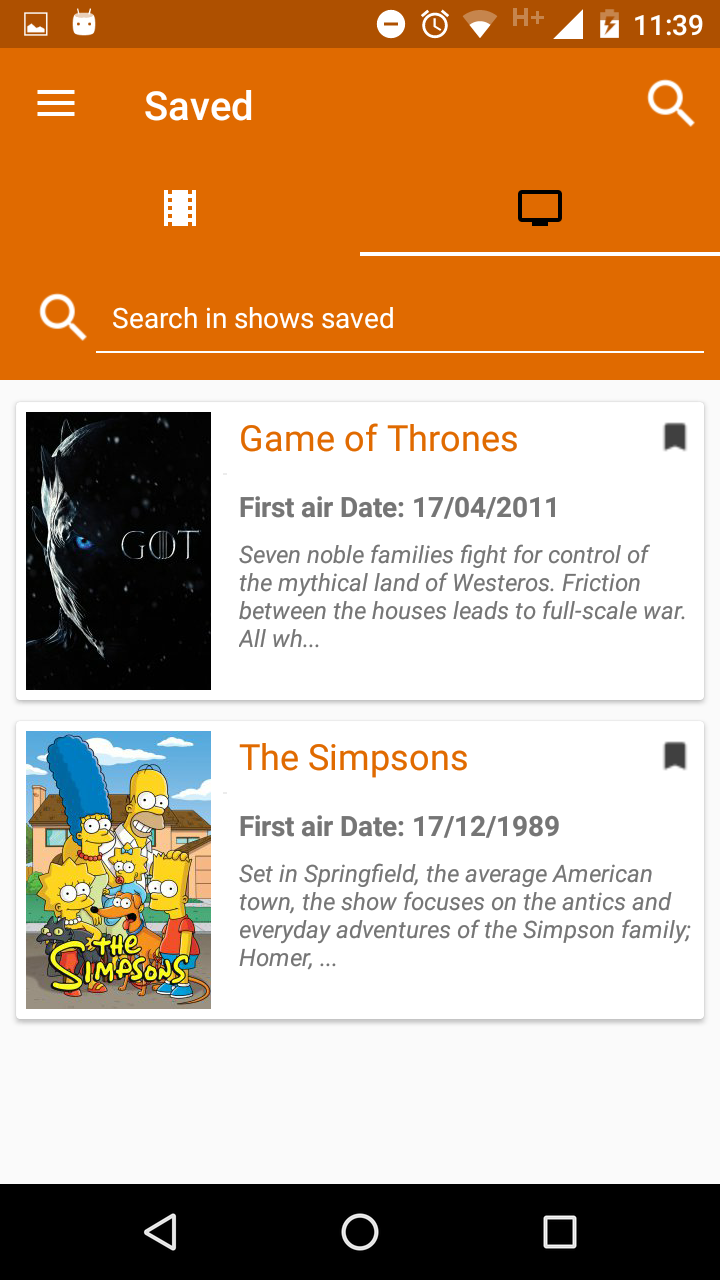 H+ 11:39
Saved
Search in shows saved
GOT
Game of Thrones
First air Date: 17/04/2011
Seven noble families fight for control of
the mythical land of Westeros. Friction
between the houses leads to full-scale war.
All wh...
THE
SIMPSONS
The Simpsons
First air Date: 17/12/1989
Set in Springfield, the average American
town, the show focuses on the antics and
everyday adventures of the Simpson family;
Homer, ...